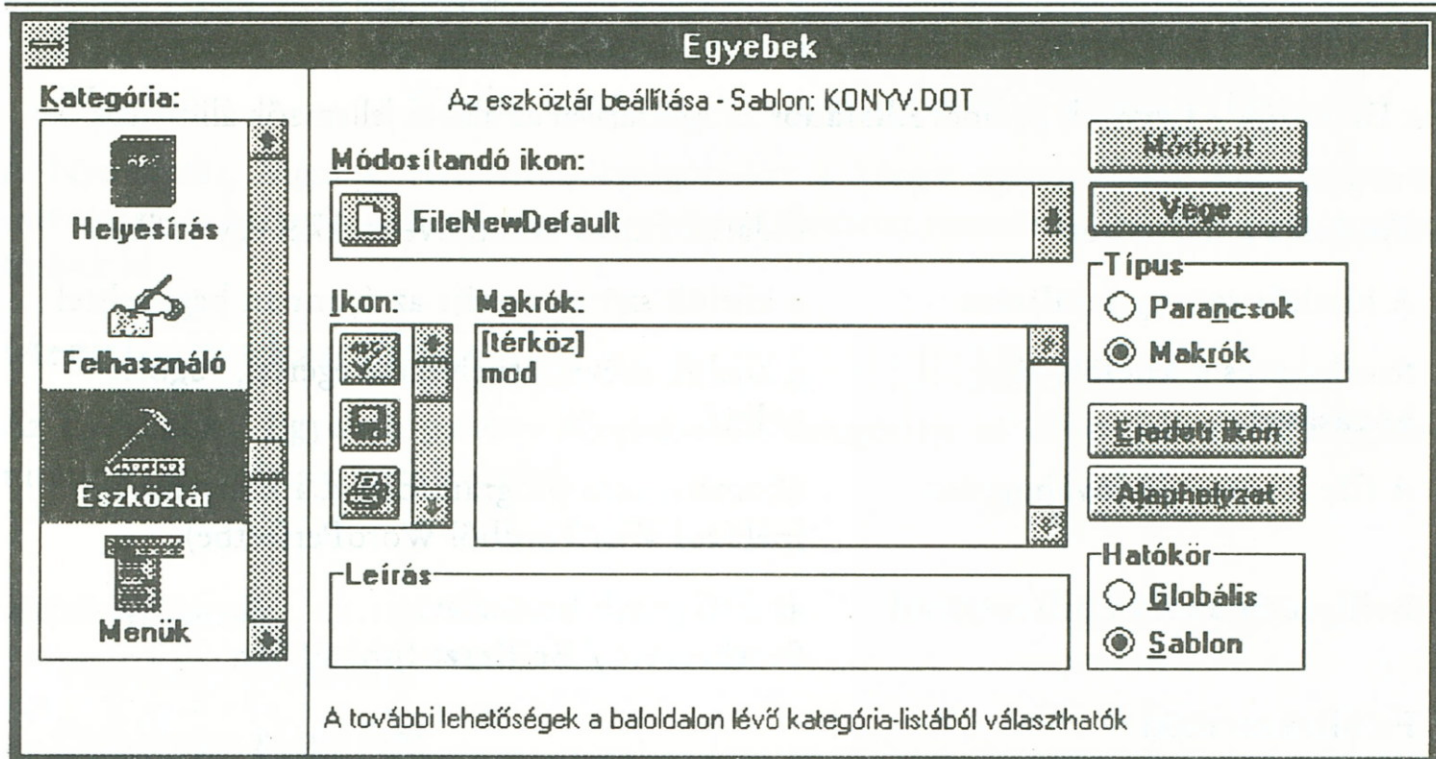 Egyebek
Kategória:
Helyesírás
Felhasználó
Eszköztár
Menük
Az eszköztár beállítása - Sablon: KONYV.DOT
Módosítandó ikon:
FileNewDefault
Ikon:
Makrók:
[térköz]
mod
Leírás
A további lehetőségek a baloldalon lévő kategória-listából választhatók
Módosít
Vége
Típus
Parancsok
Makrók
Eredeti ikon
Alaphelyzet
Hatókör
Globális
Sablon